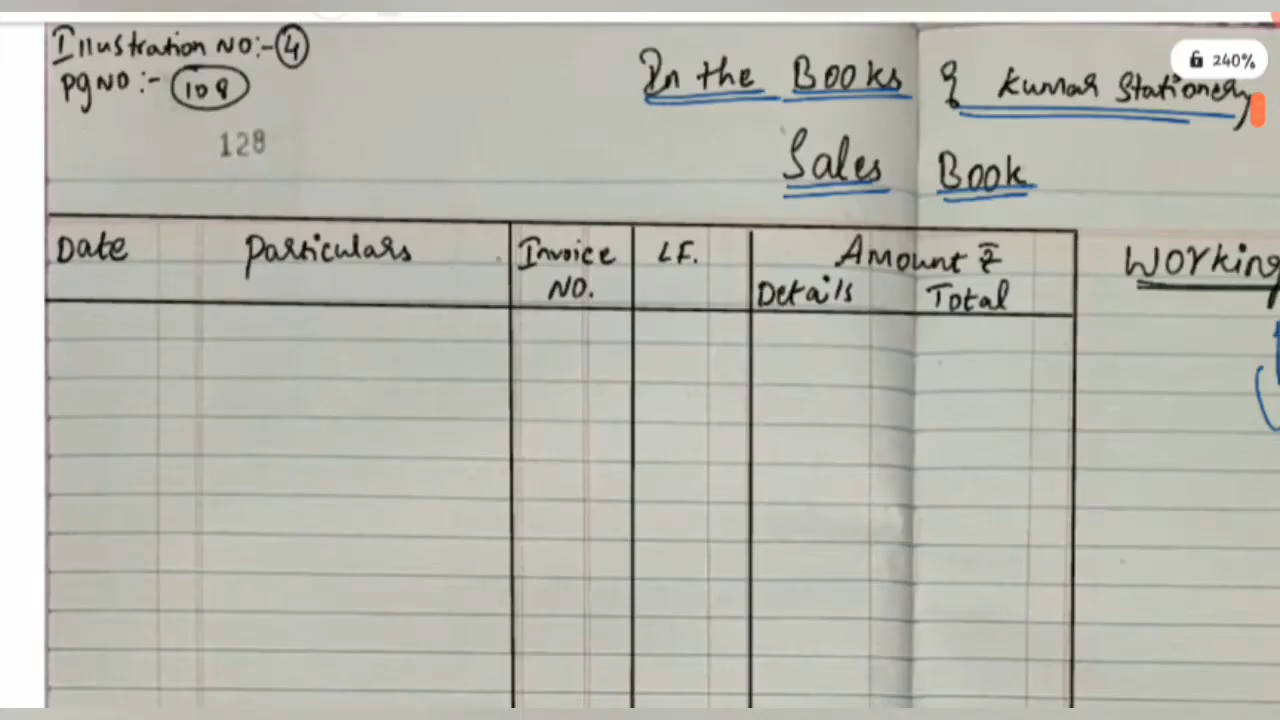 Illustration NO:- 4
Pg NO:- 108
128
In the Books of Kumar Stationery
Sales Book
Date Particulars Invoice NO. L.F. Amount ₹
Details Total
Working
240%